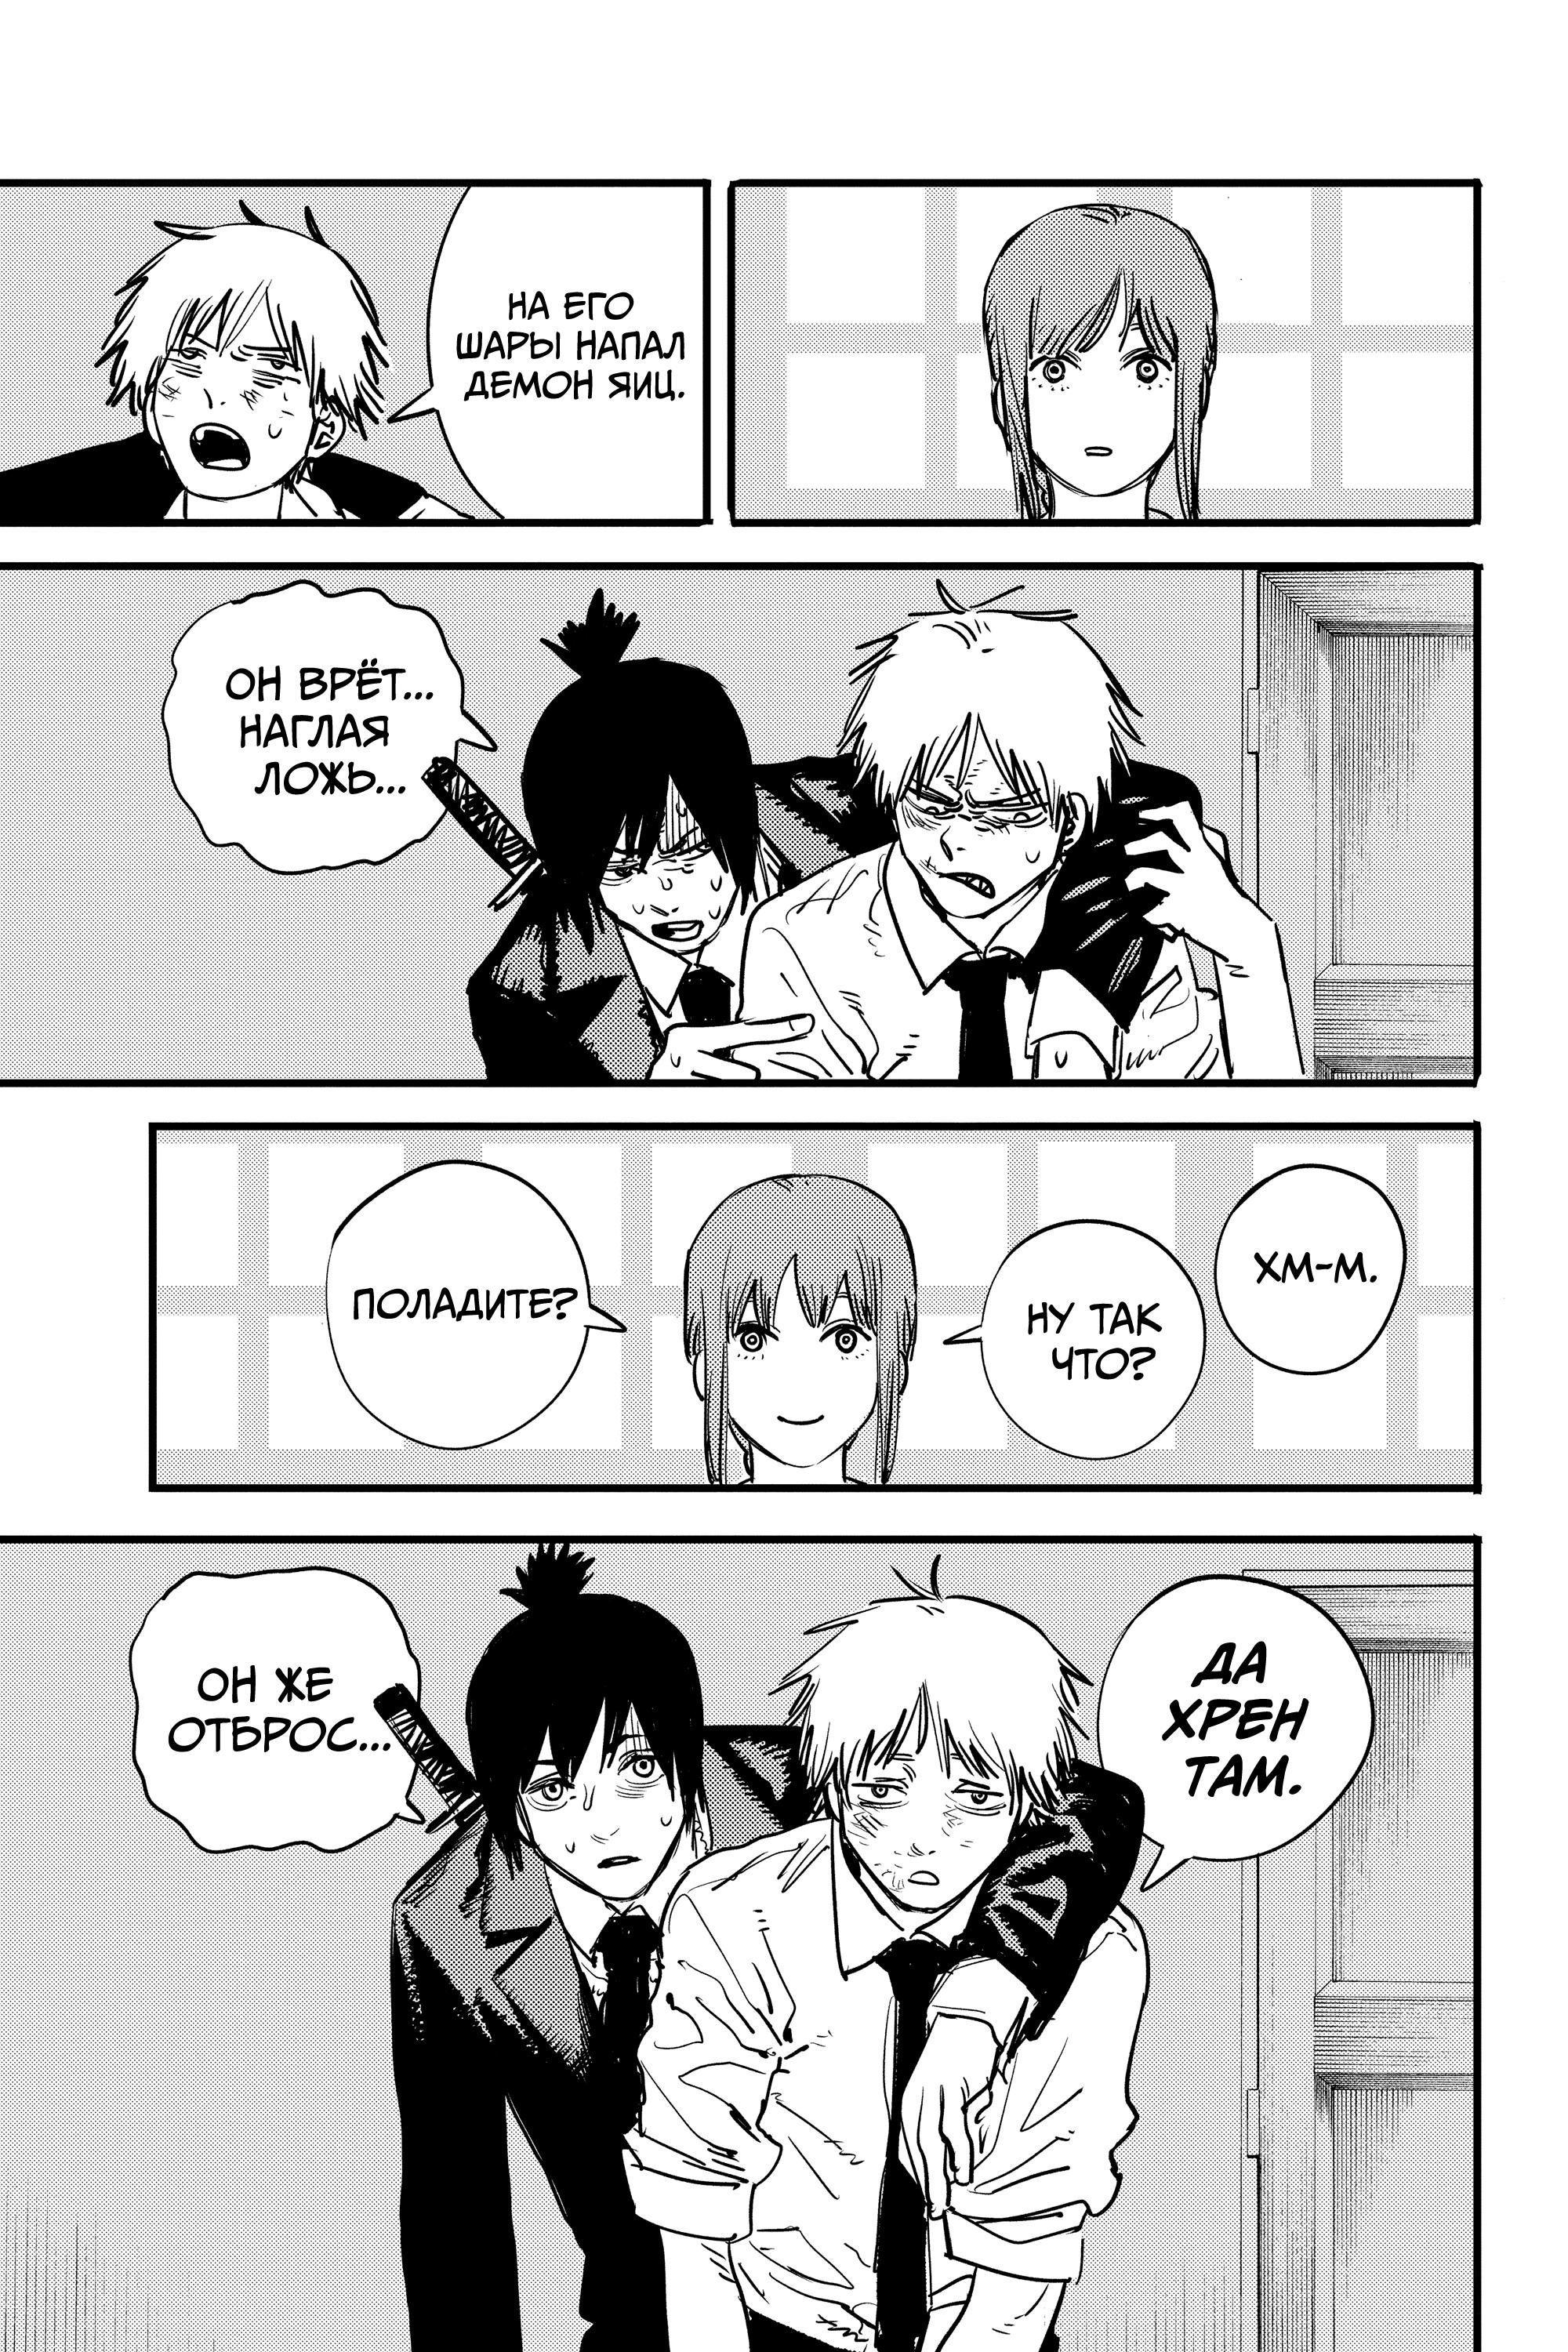 НА ЕГО
ШАРЫ НАПАЛ
ДЕМОН ЯИЦ.
ОН ВРЁТ...
НАГЛАЯ
ЛОЖЬ...
ХМ-М.
НУ ТАК
ЧТО?
ПОЛАДИТЕ?
ДА
ХРЕН
ТАМ.
ОН ЖЕ
ОТБРОС...